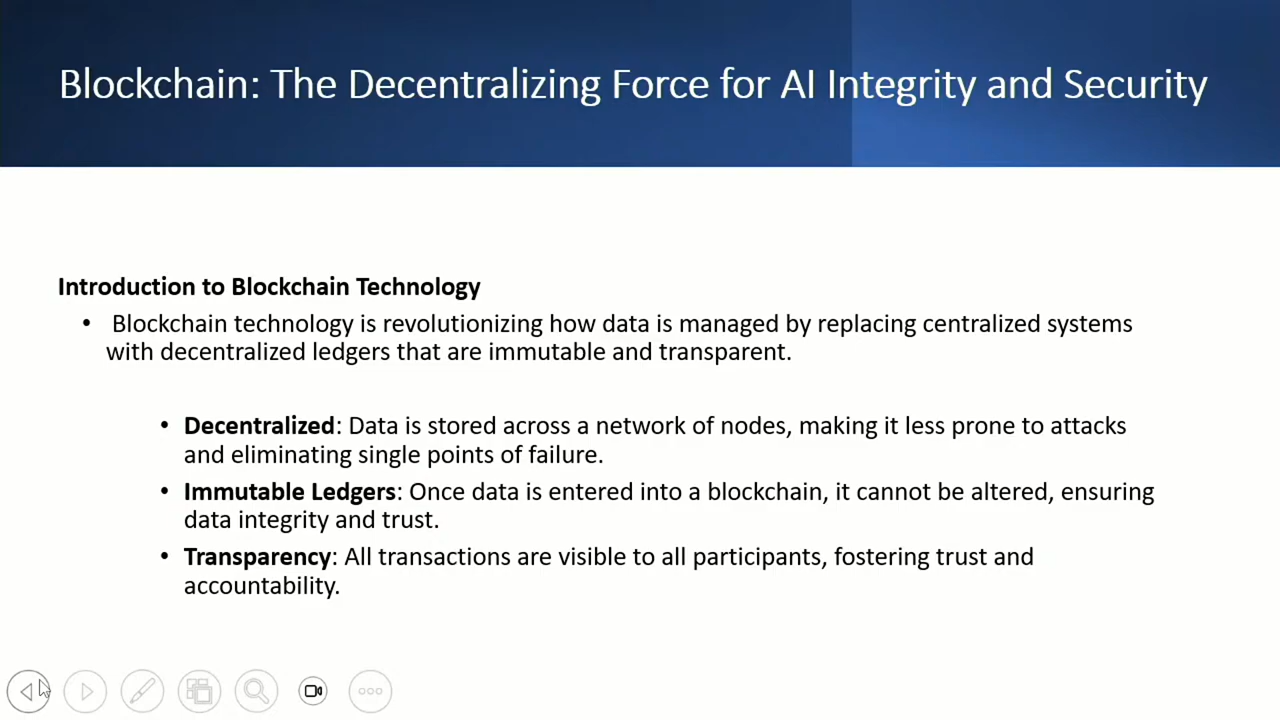 Blockchain: The Decentralizing Force for AI Integrity and Security
Introduction to Blockchain Technology
• Blockchain technology is revolutionizing how data is managed by replacing centralized systems
with decentralized ledgers that are immutable and transparent.
• Decentralized: Data is stored across a network of nodes, making it less prone to attacks
and eliminating single points of failure.
• Immutable Ledgers: Once data is entered into a blockchain, it cannot be altered, ensuring
data integrity and trust.
• Transparency: All transactions are visible to all participants, fostering trust and
accountability.